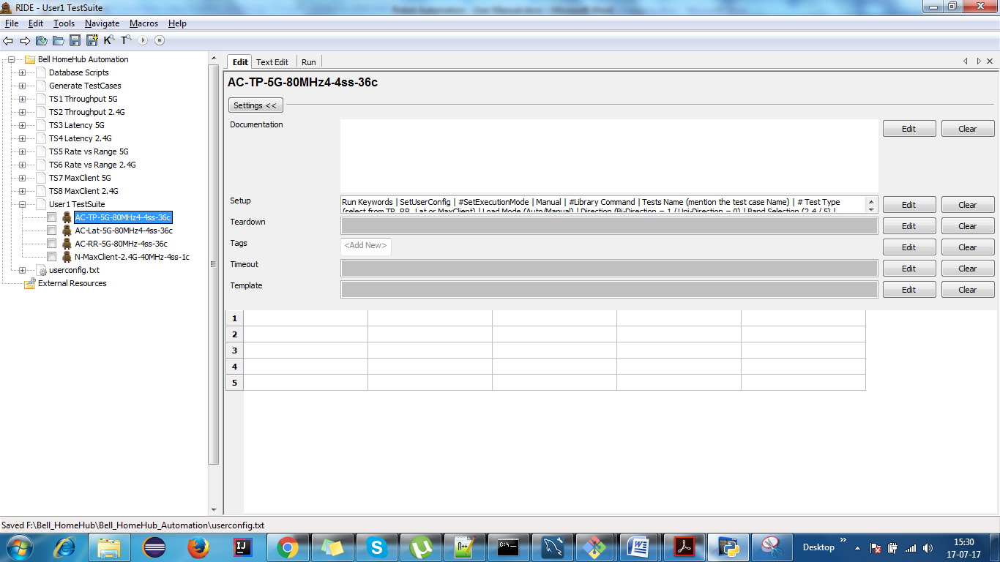 RIDE - User1 TestSuite
File Edit Tools Navigate Macros Help
Bell HomeHub Automation
Database Scripts
Generate TestCases
TS1 Throughput 5G
TS2 Throughput 2.4G
TS3 Latency 5G
TS4 Latency 2.4G
TS5 Rate vs Range 5G
TS6 Rate vs Range 2.4G
TS7 MaxClient 5G
TS8 MaxClient 2.4G
User1 TestSuite
AC-TP-5G-80MHz4-4ss-36c
AC-Lat-5G-80MHz4-4ss-36c
AC-RR-5G-80MHz-4ss-36c
N-MaxClient-2.4G-40MHz-4ss-1c
userconfig.txt
External Resources
Edit Text Edit Run
AC-TP-5G-80MHz4-4ss-36c
Settings <<
Documentation Edit Clear
Setup Run Keywords | SetUserConfig | #SetExecutionMode | Manual | #Library Command | Tests Name (mention the test case Name) | # Test Type Edit Clear
(select from TP, RR, Lat or MaxClient) | Load Mode (Auto/Manual) | Direction (Bi-Direction = 1 / Uni-Direction = 0) | Band Selection (2.4 / 5) |
Teardown Edit Clear
Tags <Add New> Edit Clear
Timeout Edit Clear
Template Edit Clear
1
2
3
4
5
Saved F:\Bell_HomeHub\Bell_HomeHub_Automation\userconfig.txt
Desktop
15:30
17-07-17